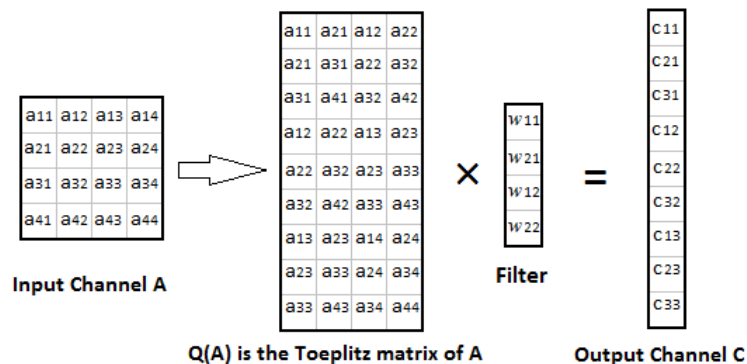 a11 a12 a13 a14
a21 a22 a23 a24
a31 a32 a33 a34
a41 a42 a43 a44
Input Channel A
a11 a21 a12 a22
a21 a31 a22 a32
a31 a41 a32 a42
a12 a22 a13 a23
a22 a32 a23 a33
a32 a42 a33 a43
a13 a23 a14 a24
a23 a33 a24 a34
a33 a43 a34 a44
Q(A) is the Toeplitz matrix of A
×
w11
w21
w12
w22
Filter
=
c11
c21
c31
c12
c22
c32
c13
c23
c33
Output Channel C